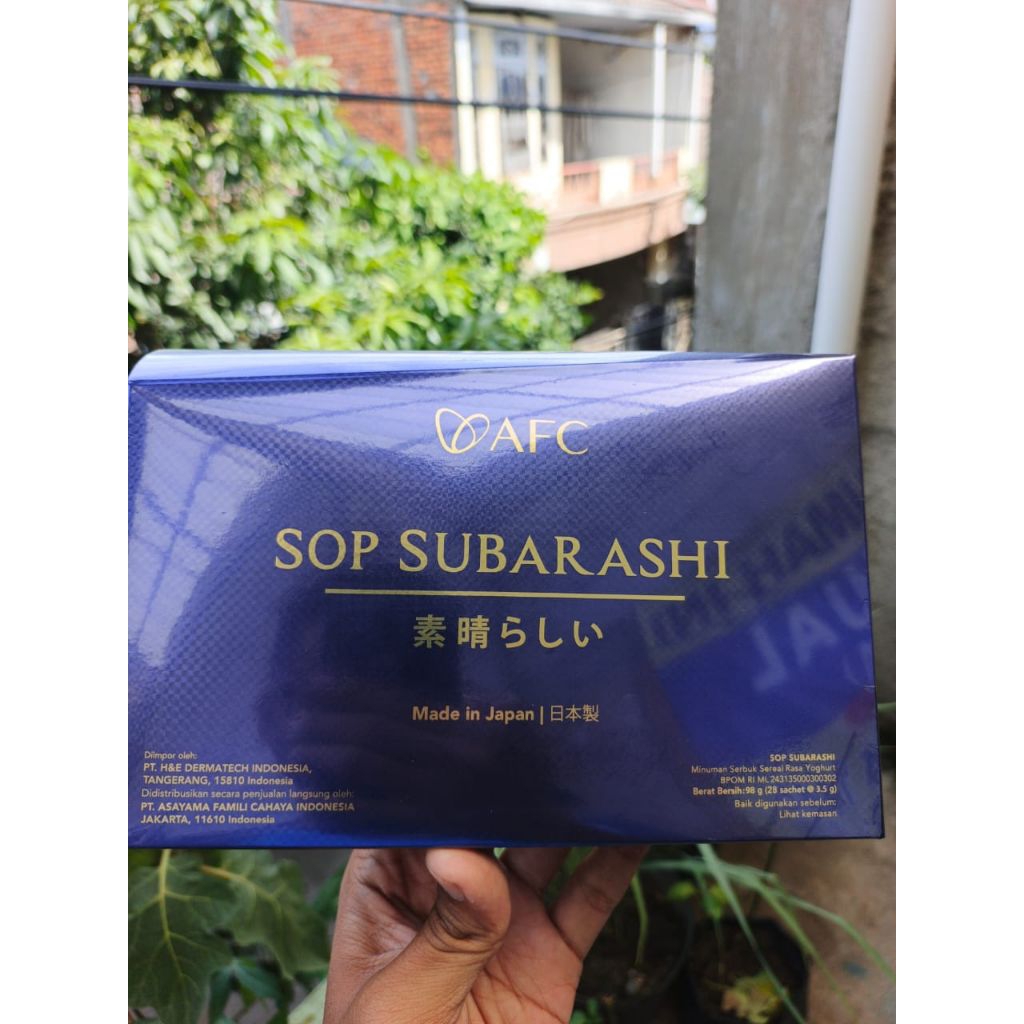 AFC
SOP SUBARASHI
素晴らしい
Made in Japan | 日本製
Diimpor oleh:
PT. H&E DERMATECH INDONESIA,
TANGERANG, 15810 Indonesia
Didistribusikan secara penjualan langsung oleh:
PT. ASAYAMA FAMILI CAHAYA INDONESIA
JAKARTA, 11610 Indonesia
SOP SUBARASHI
Minuman Serbuk Sereal Rasa Yoghurt
BPOM RI ML 243135000300302
Berat Bersih: 98 g (28 sachet @ 3.5 g)
Baik digunakan sebelum:
Lihat kemasan